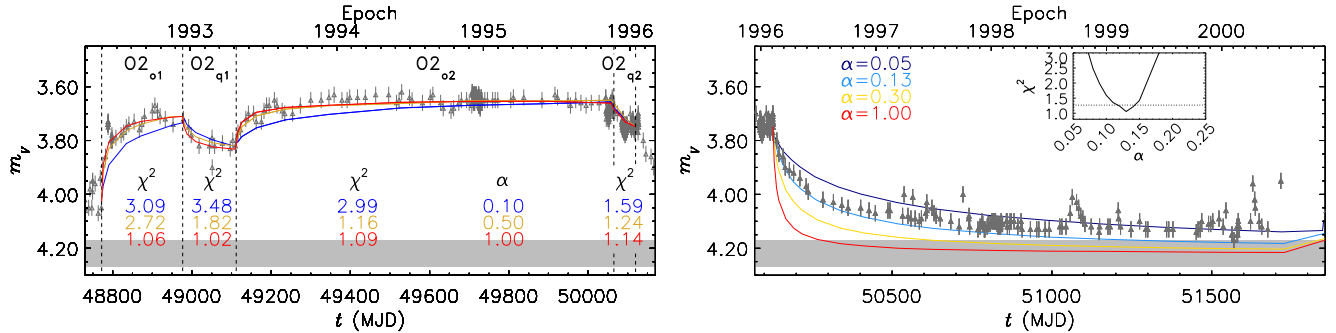 Epoch
1993 1994 1995 1996
O2o1 O2q1 O2o2 O2q2
3.60
3.80
4.00
4.20
mV
χ² χ² χ² α χ²
3.09 3.48 2.99 0.10 1.59
2.72 1.82 1.16 0.50 1.24
1.06 1.02 1.09 1.00 1.14
48800 49000 49200 49400 49600 49800 50000
t (MJD)
Epoch
1996 1997 1998 1999 2000
3.60
3.80
4.00
4.20
mV
α=0.05
α=0.13
α=0.30
α=1.00
3.0
2.5
2.0
1.5
1.0
χ²
0.05 0.10 0.15 0.20 0.25
α
50500 51000 51500
t (MJD)